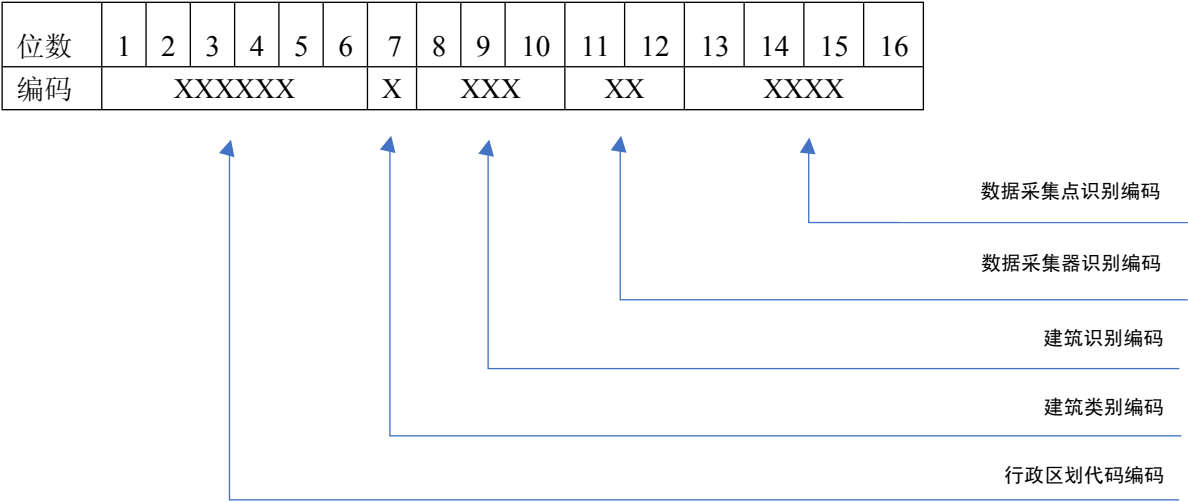 位数 1 2 3 4 5 6 7 8 9 10 11 12 13 14 15 16
编码 XXXXXX X XXX XX XXXX
数据采集点识别编码
数据采集器识别编码
建筑识别编码
建筑类别编码
行政区划代码编码